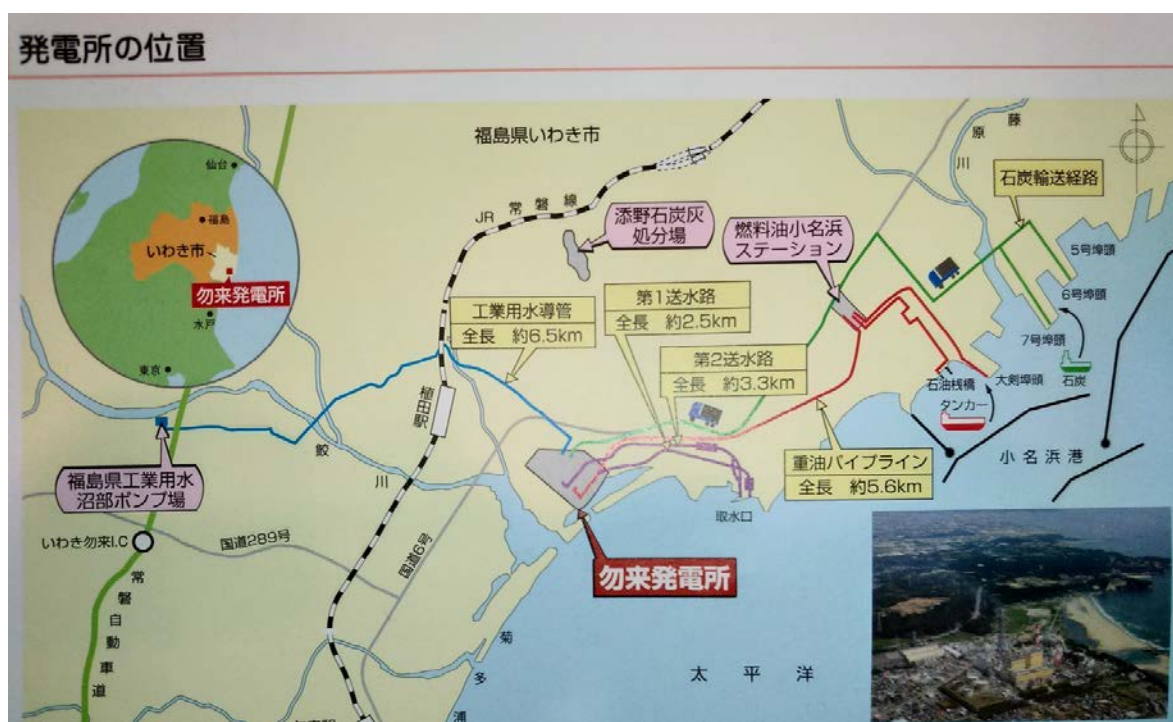 発電所の位置
仙台
福島
いわき市
勿来発電所
水戸
東京
福島県いわき市
JR常磐線
添野石炭灰
処分場
燃料油小名浜
ステーション
藤原川
石炭輸送経路
5号埠頭
6号埠頭
7号埠頭
石炭
大剣埠頭
石油桟橋
タンカー
小名浜港
工業用水導管
全長 約6.5km
第1送水路
全長 約2.5km
第2送水路
全長 約3.3km
重油パイプライン
全長 約5.6km
取水口
植田駅
鮫川
福島県工業用水
沼部ポンプ場
いわき勿来I.C
国道289号
国道6号
常磐自動車道
勿来発電所
菊多浦
太平洋